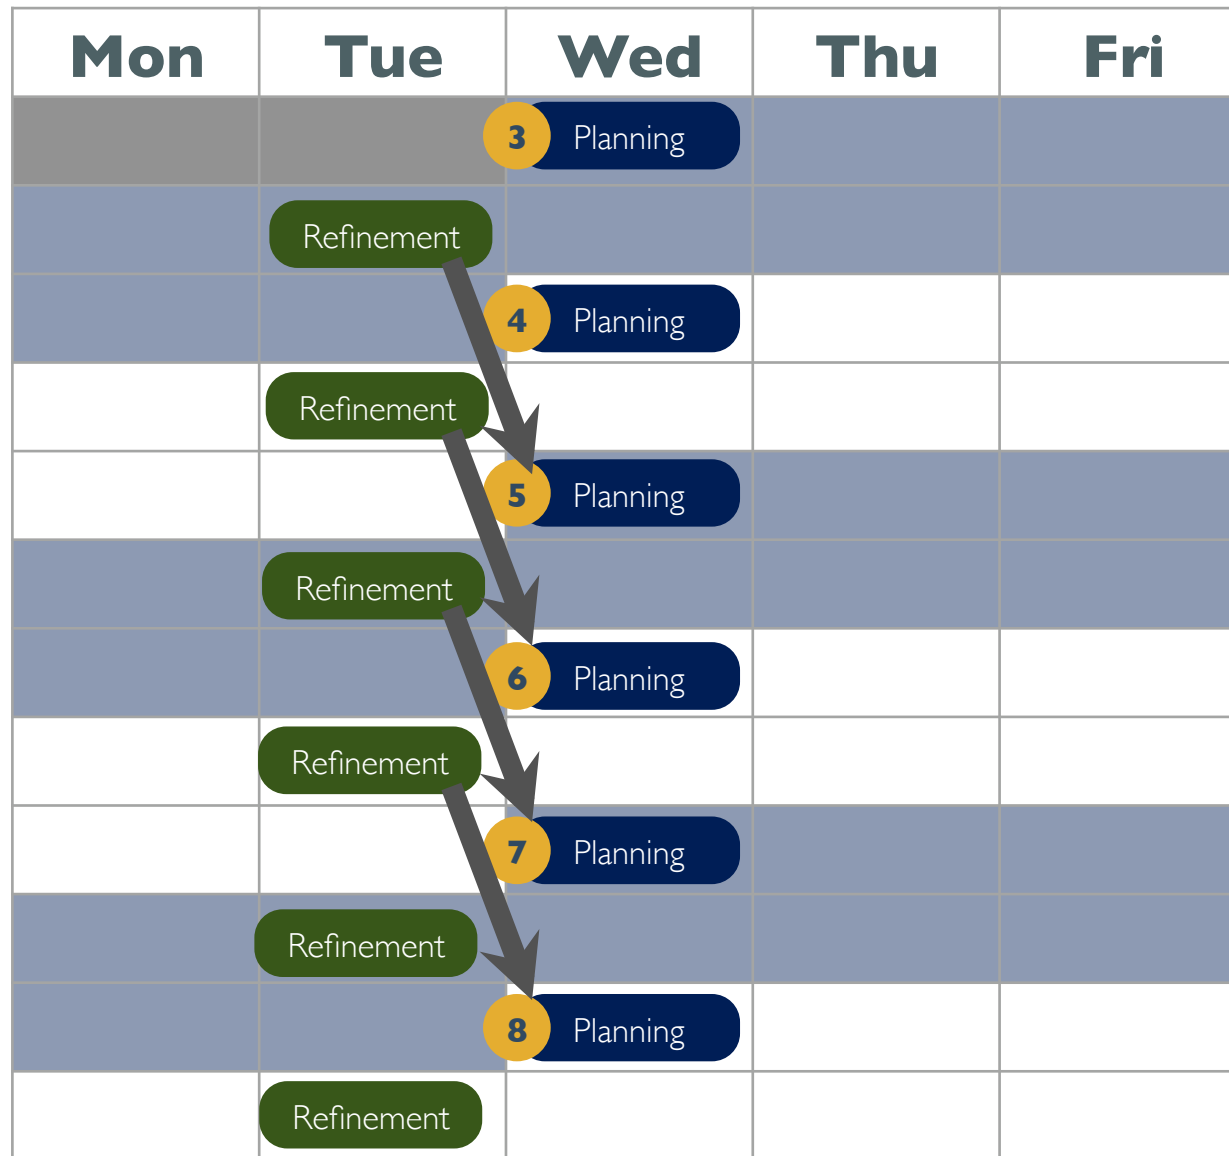 Mon Tue Wed Thu Fri
3 Planning
Refinement
4 Planning
Refinement
5 Planning
Refinement
6 Planning
Refinement
7 Planning
Refinement
8 Planning
Refinement